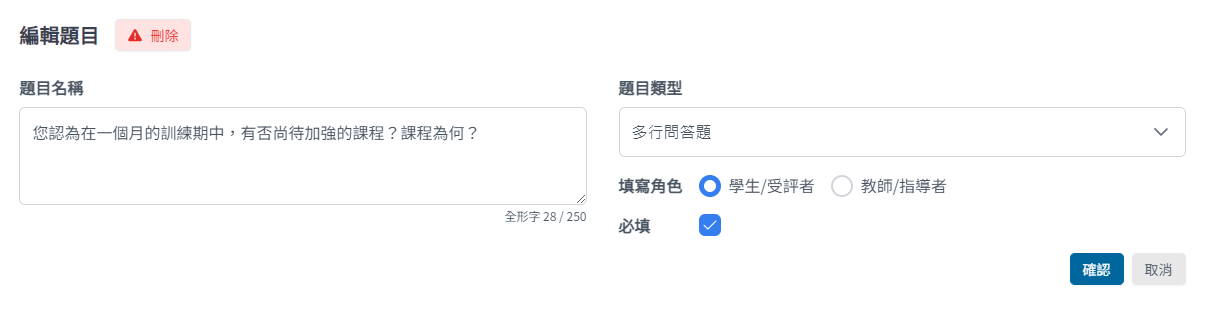 編輯題目
刪除
題目名稱
您認為在一個月的訓練期中，有否尚待加強的課程？課程為何？
全形字 28 / 250
題目類型
多行問答題
填寫角色 學生/受評者 教師/指導者
必填
確認 取消